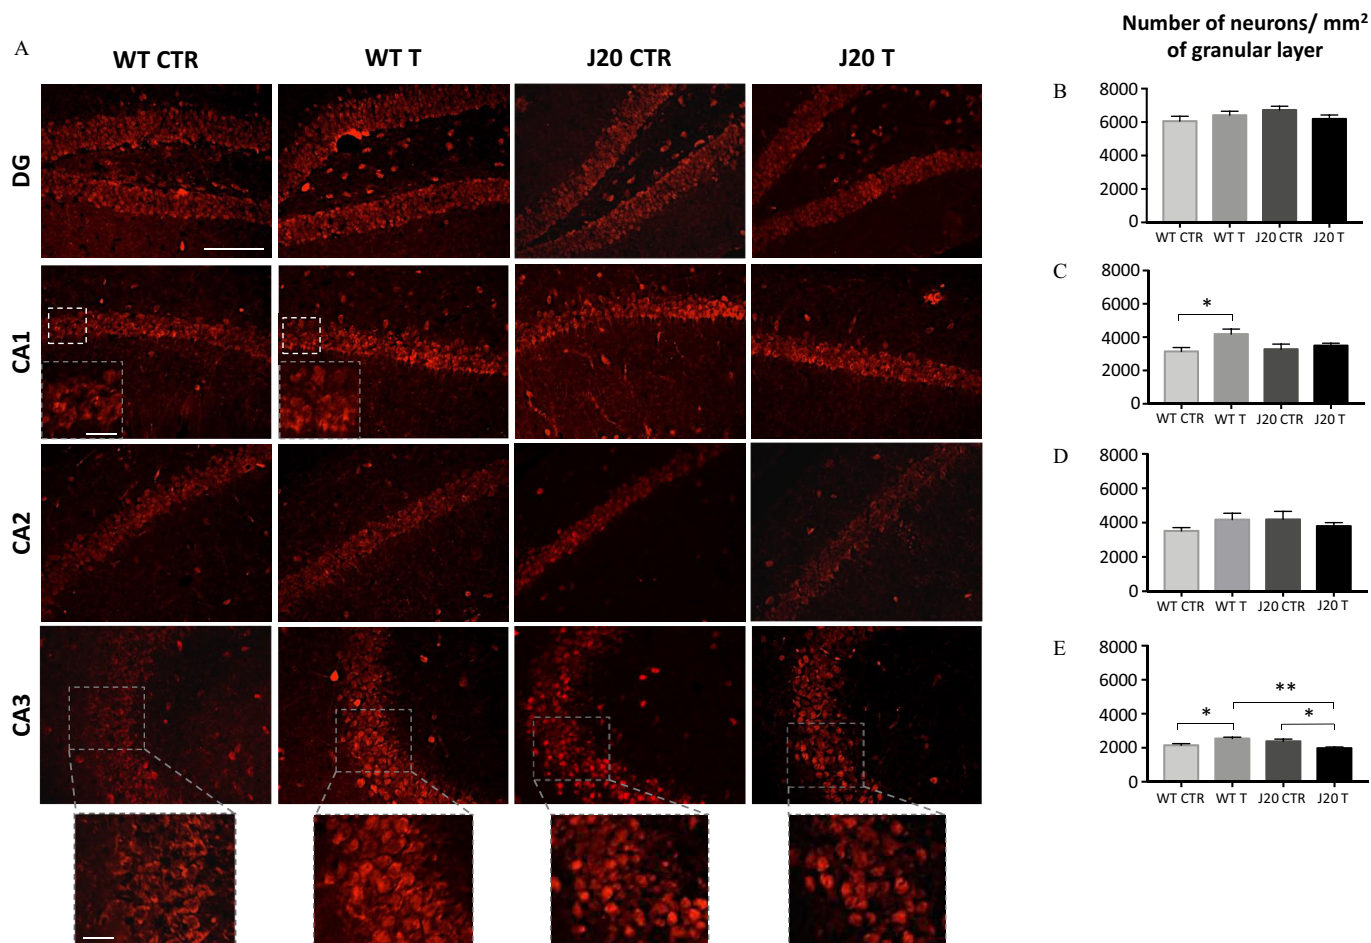 A
WT CTR
WT T
J20 CTR
J20 T
DG
CA1
CA2
CA3
Number of neurons/ mm²
of granular layer
B
8000
6000
4000
2000
0
WT CTR
WT T
J20 CTR
J20 T
C
8000
6000
4000
2000
0
*
WT CTR
WT T
J20 CTR
J20 T
D
8000
6000
4000
2000
0
WT CTR
WT T
J20 CTR
J20 T
E
8000
6000
4000
2000
0
**
*
*
WT CTR
WT T
J20 CTR
J20 T